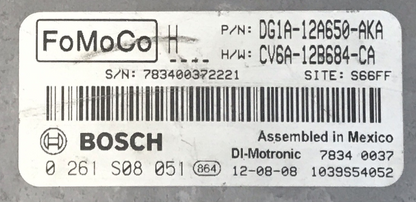 FoMoCo H P/N: DG1A-12A650-AKA
H/W: CV6A-12B684-CA
S/N: 783400372221 SITE: S66FF
BOSCH Assembled in Mexico
DI-Motronic 7834 0037
0 261 S08 051 864 12-08-08 1039S54052